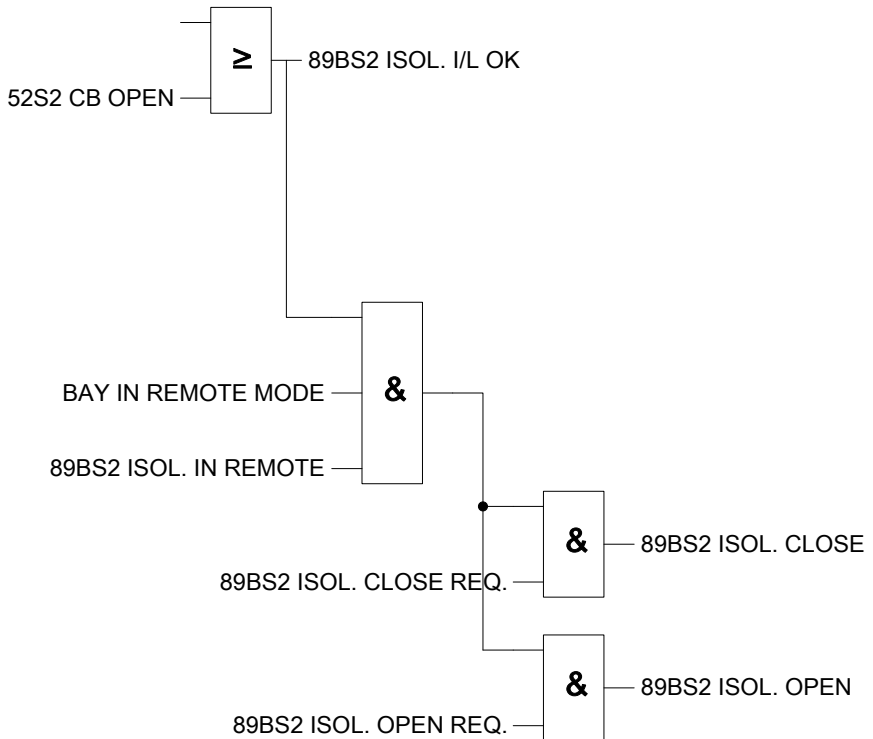 ≥
89BS2 ISOL. I/L OK
52S2 CB OPEN
BAY IN REMOTE MODE
&
89BS2 ISOL. IN REMOTE
&
89BS2 ISOL. CLOSE
89BS2 ISOL. CLOSE REQ.
&
89BS2 ISOL. OPEN
89BS2 ISOL. OPEN REQ.